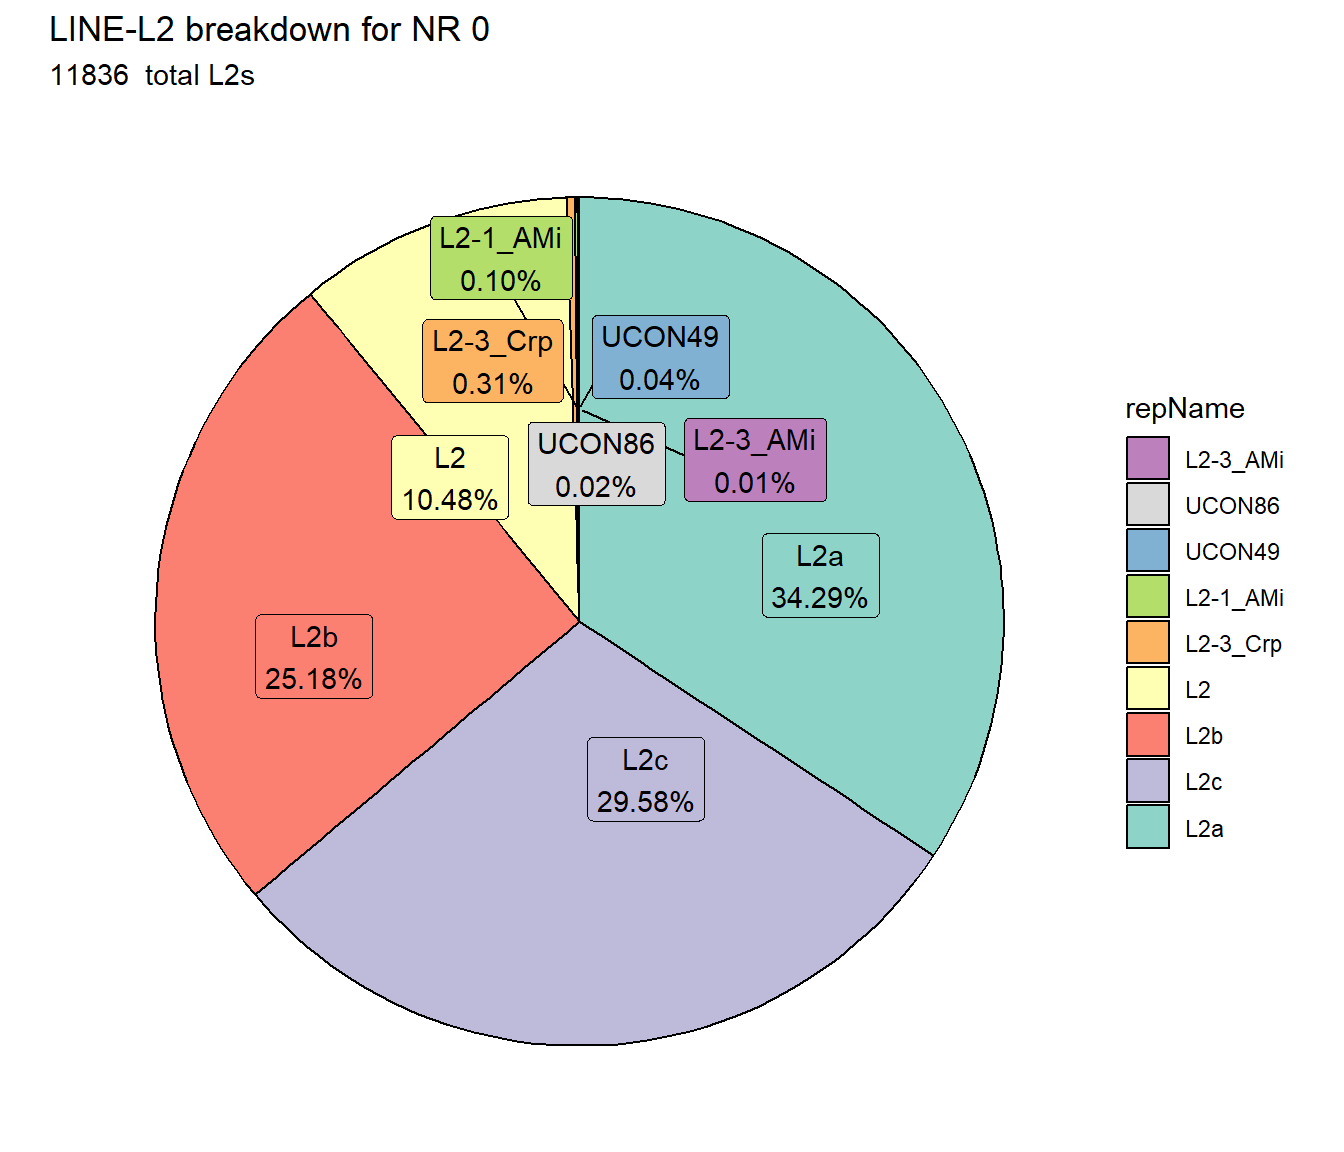 LINE-L2 breakdown for NR 0
11836  total L2s
L2-1_AMi
0.10%
L2-3_Crp
0.31%
UCON49
0.04%
L2
10.48%
UCON86
0.02%
L2-3_AMi
0.01%
L2a
34.29%
L2b
25.18%
L2c
29.58%
repName
L2-3_AMi
UCON86
UCON49
L2-1_AMi
L2-3_Crp
L2
L2b
L2c
L2a